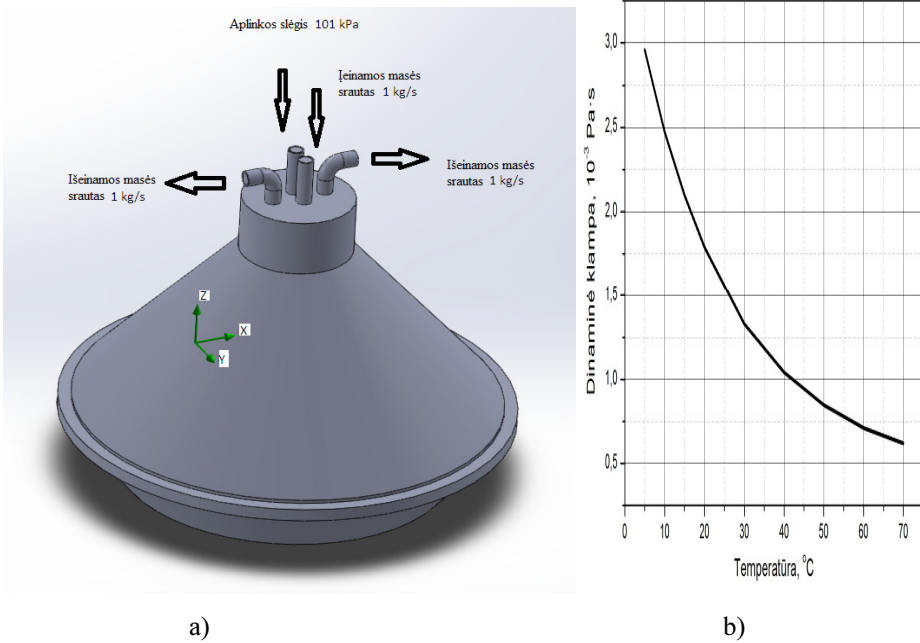 Aplinkos slėgis 101 kPa
Įeinamos masės
srautas 1 kg/s
Išeinamos masės
srautas 1 kg/s
Išeinamos masės
srautas 1 kg/s
Z
X
Y
a)
Dinaminė klampa, 10⁻³ Pa·s
3,0
2,5
2,0
1,5
1,0
0,5
0 10 20 30 40 50 60 70
Temperatūra, °C
b)